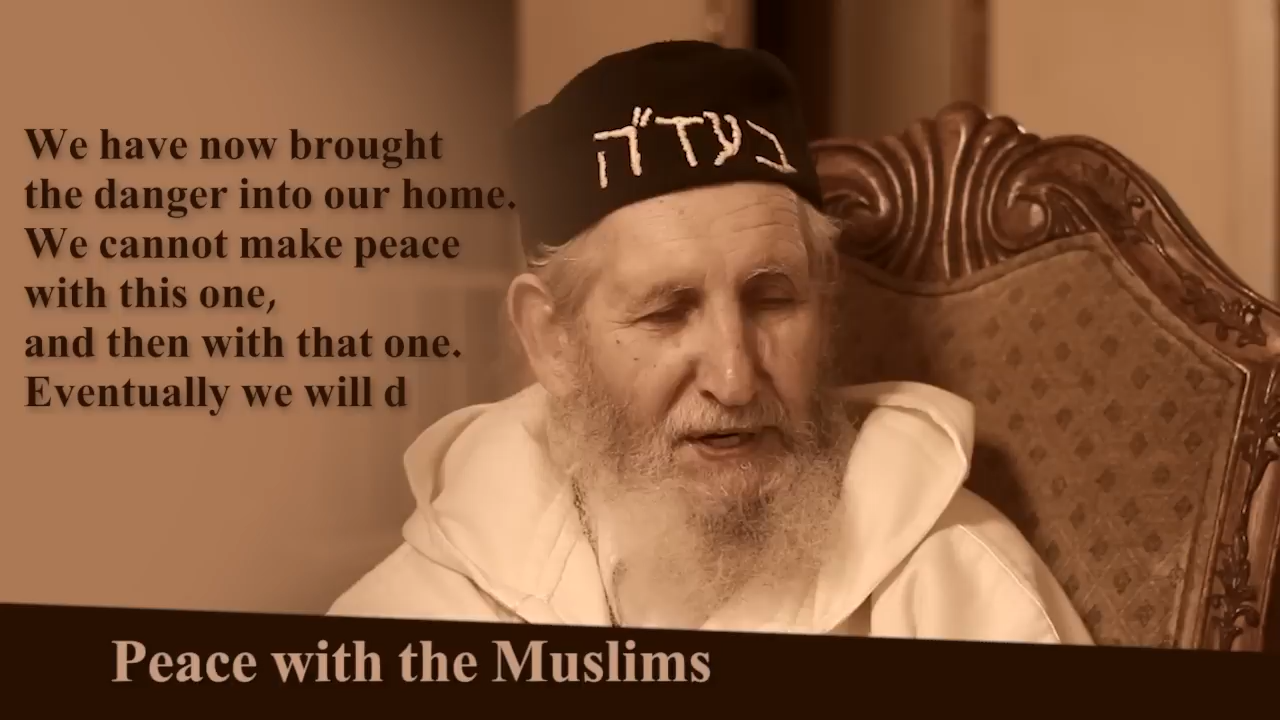 בעד"ה
We have now brought
the danger into our home.
We cannot make peace
with this one,
and then with that one.
Eventually we will d
Peace with the Muslims